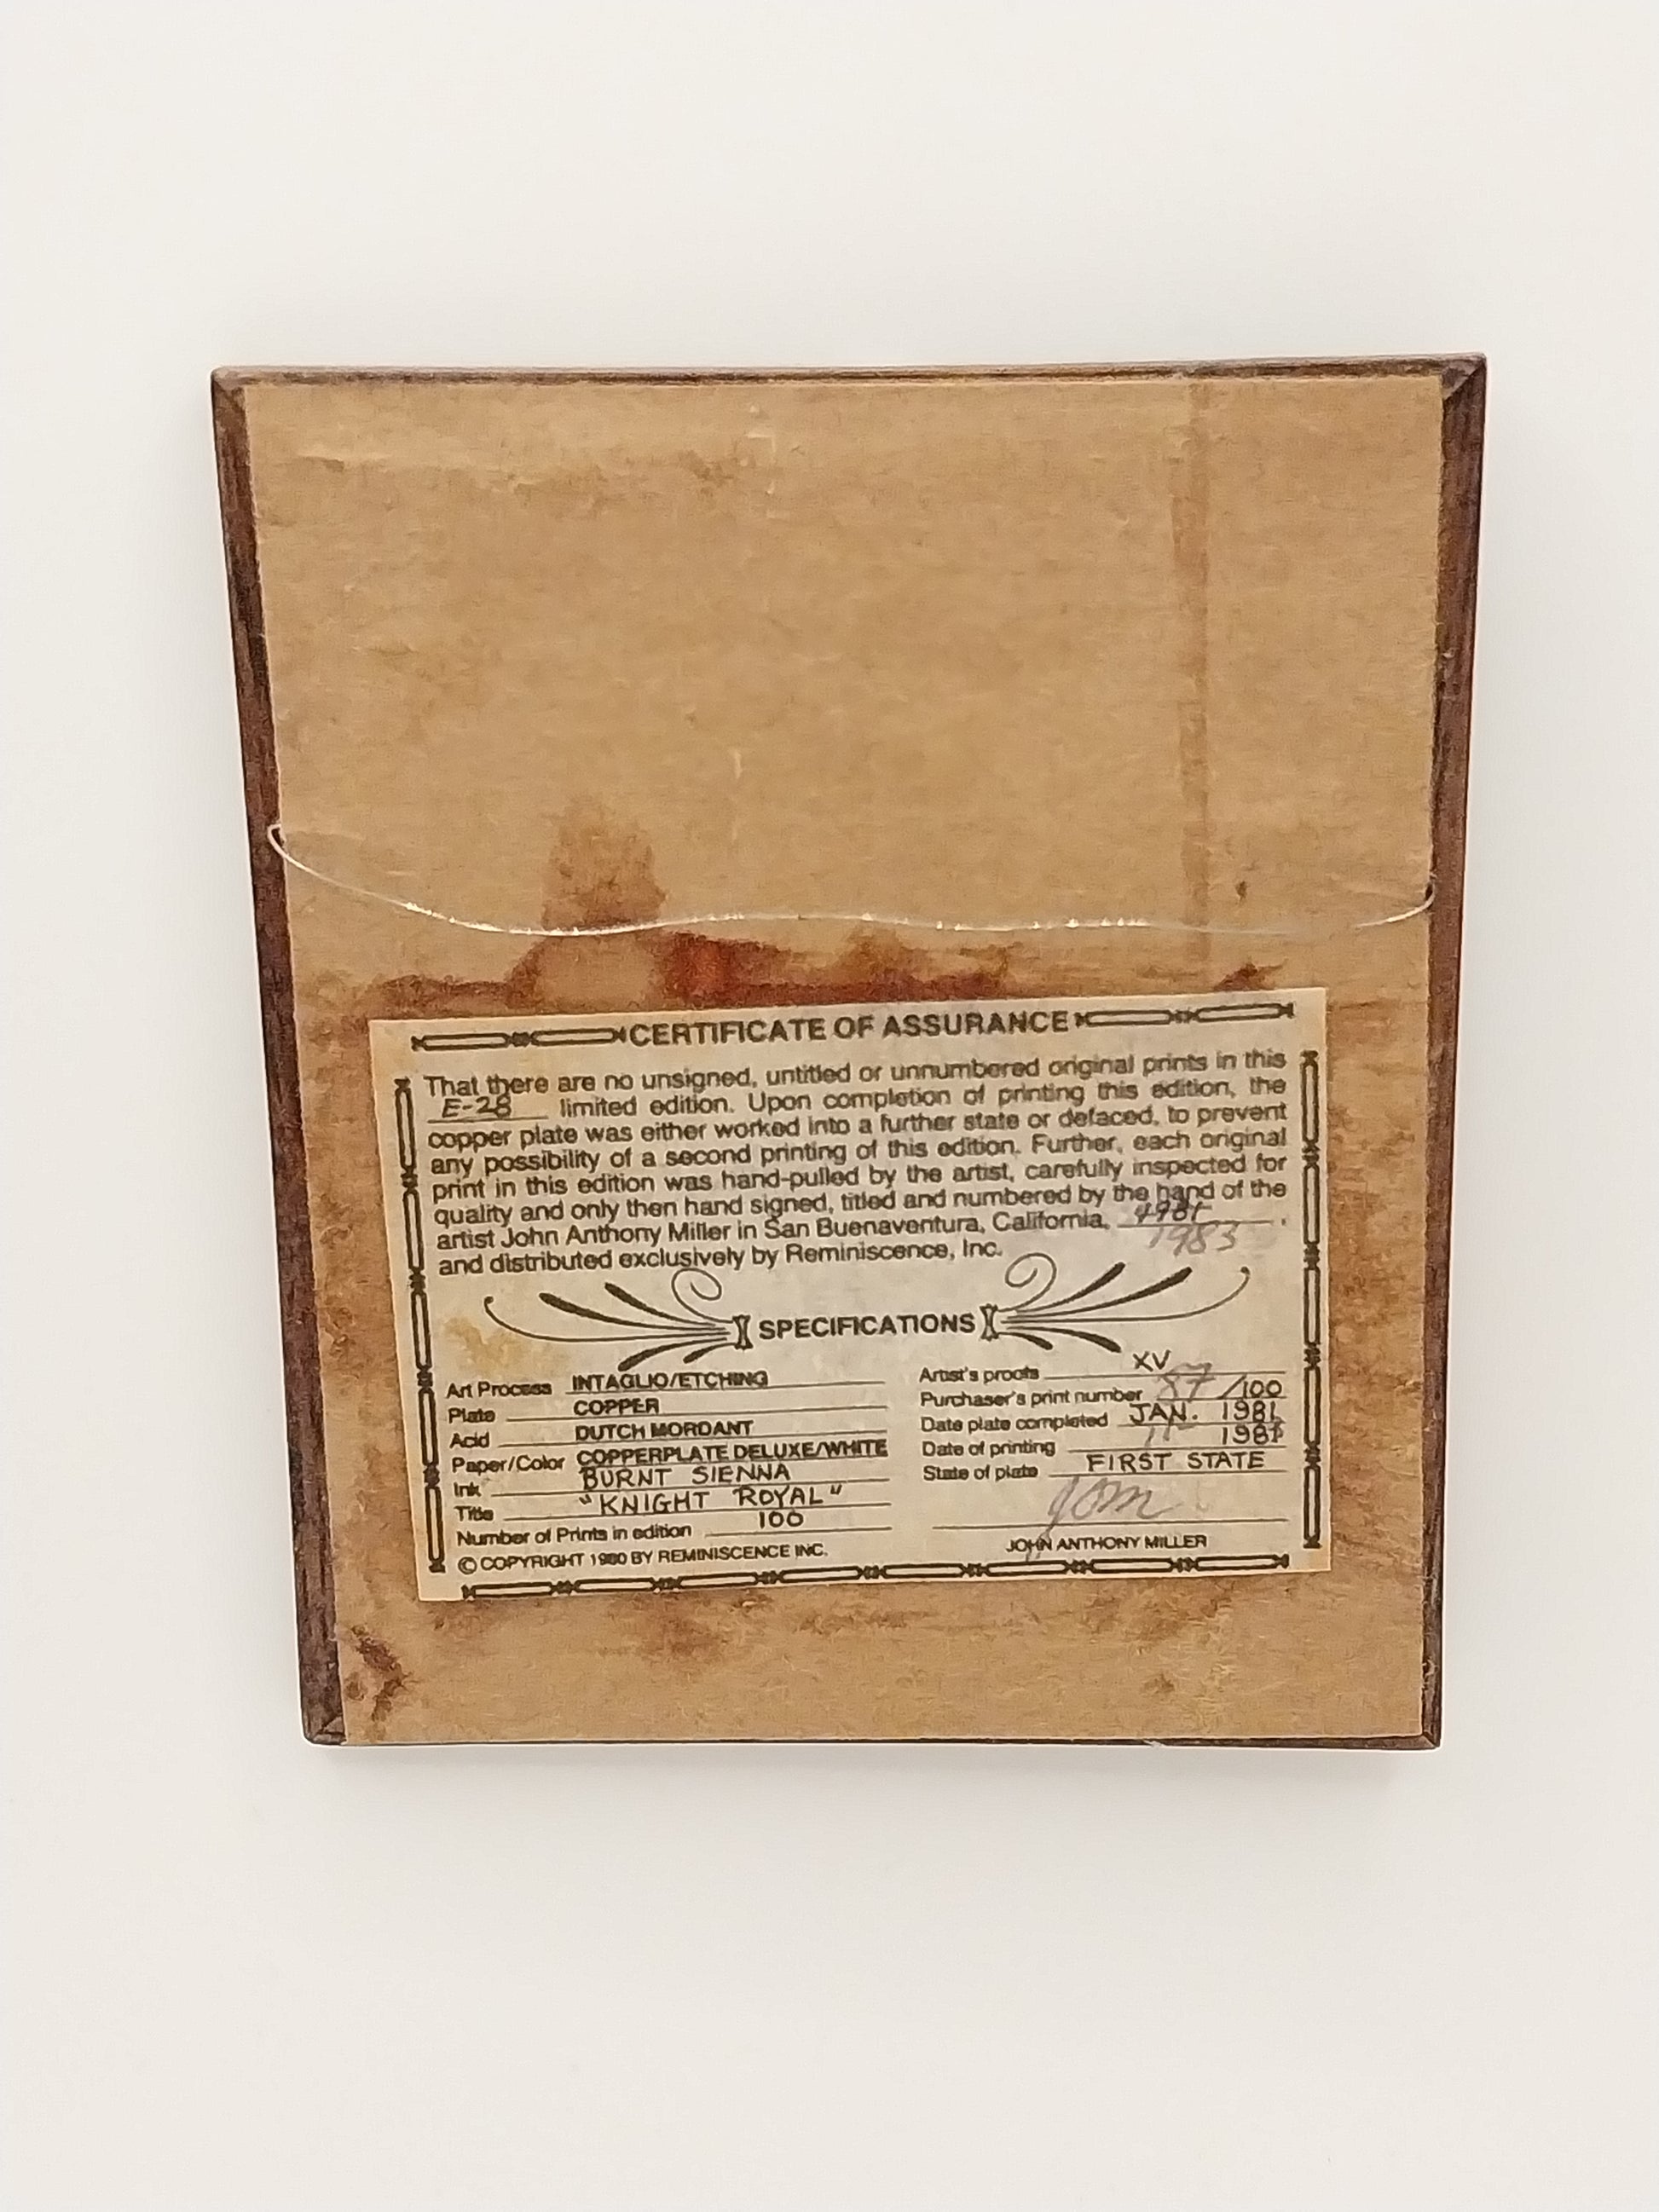 CERTIFICATE OF ASSURANCE
That there are no unsigned, untitled or unnumbered original prints in this
E-28 limited edition. Upon completion of printing this edition, the
copper plate was either worked into a further state or defaced, to prevent
any possibility of a second printing of this edition. Further, each original
print in this edition was hand-pulled by the artist, carefully inspected for
quality and only then hand signed, titled and numbered by the hand of the
artist John Anthony Miller in San Buenaventura, California, 1981.
1983
and distributed exclusively by Reminiscence, Inc.
SPECIFICATIONS
Art Process INTAGLIO/ETCHING
Plate COPPER
Acid DUTCH MORDANT
Paper/Color COPPERPLATE DELUXE/WHITE
Ink BURNT SIENNA
Title "KNIGHT ROYAL"
Number of Prints in edition 100
© COPYRIGHT 1980 BY REMINISCENCE INC.
Artist's proofs XV
Purchaser's print number 87/100
Date plate completed JAN. 1981
Date of printing 1981
State of plate FIRST STATE
JOHN ANTHONY MILLER